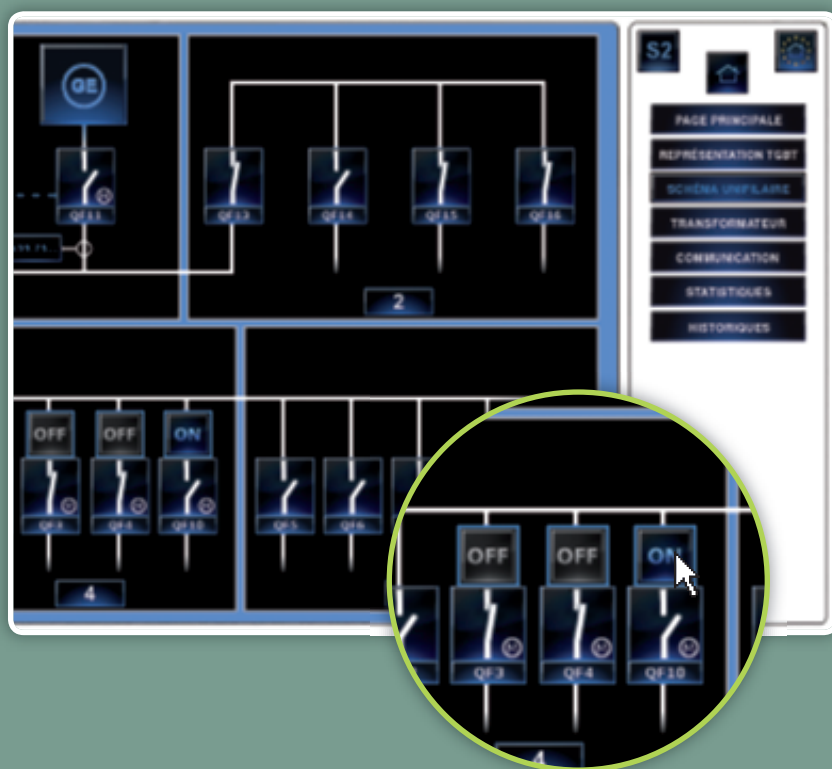 GE
QF11
QF13
QF14
QF15
QF16
2
S2
PAGE PRINCIPALE
REPRÉSENTATION TGBT
SCHÉMA UNIFILAIRE
TRANSFORMATEUR
COMMUNICATION
STATISTIQUES
HISTORIQUES
OFF
OFF
ON
QF3
QF4
QF10
QF5
QF6
4
OFF
OFF
ON
QF3
QF4
QF10
4